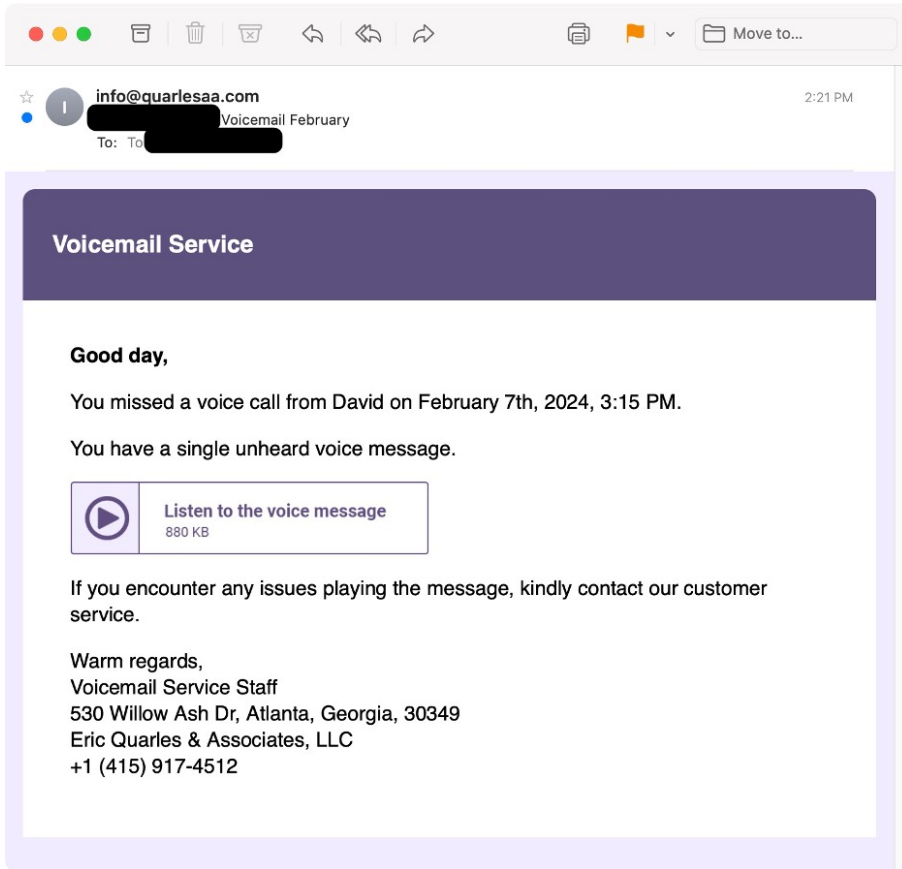 Move to...
info@quarlesaa.com
2:21 PM
Voicemail February
To: To
Voicemail Service
Good day,
You missed a voice call from David on February 7th, 2024, 3:15 PM.
You have a single unheard voice message.
Listen to the voice message
880 KB
If you encounter any issues playing the message, kindly contact our customer
service.
Warm regards,
Voicemail Service Staff
530 Willow Ash Dr, Atlanta, Georgia, 30349
Eric Quarles & Associates, LLC
+1 (415) 917-4512